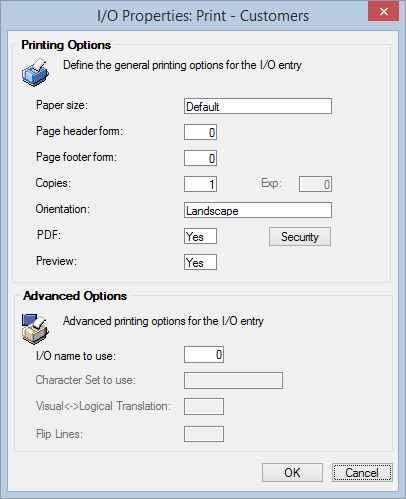 I/O Properties: Print - Customers
Printing Options
Define the general printing options for the I/O entry
Paper size: Default
Page header form: 0
Page footer form: 0
Copies: 1 Exp: 0
Orientation: Landscape
PDF: Yes Security
Preview: Yes
Advanced Options
Advanced printing options for the I/O entry
I/O name to use: 0
Character Set to use:
Visual<->Logical Translation:
Flip Lines:
OK Cancel